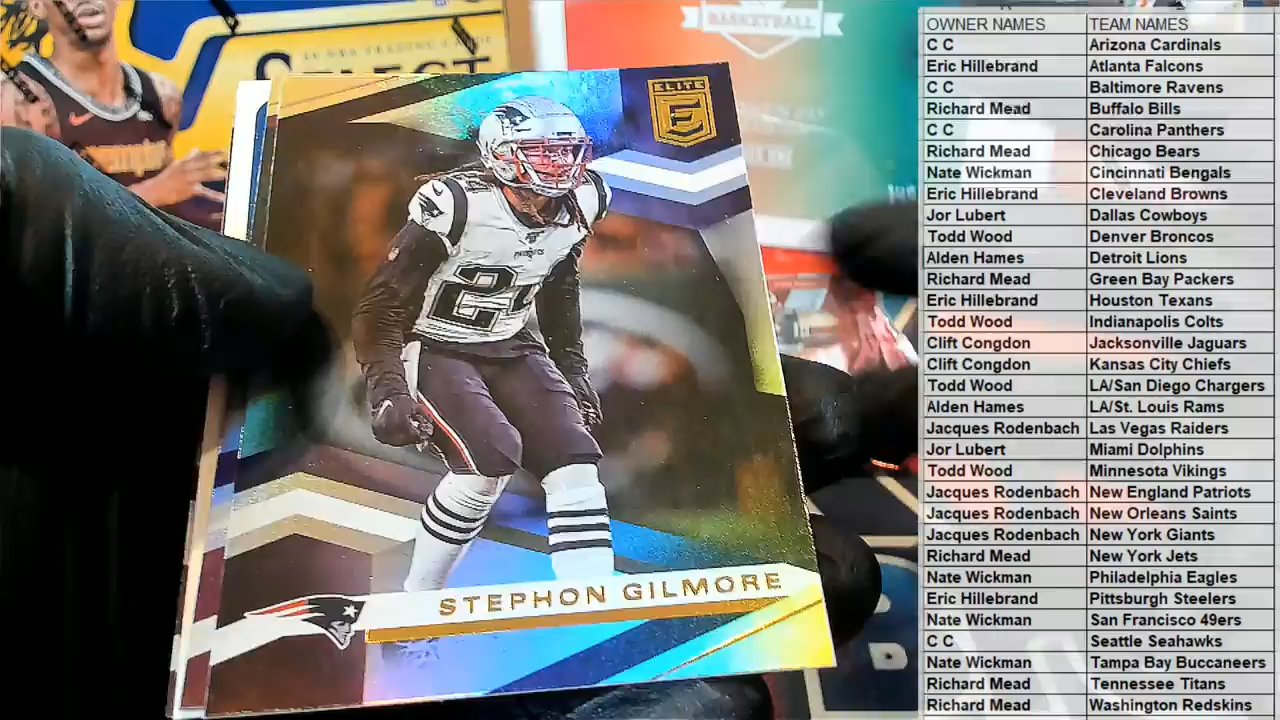 BASKETBALL
SELECT
ELITE
E
PATRIOTS
24
STEPHON GILMORE
OWNER NAMES TEAM NAMES
C C Arizona Cardinals
Eric Hillebrand Atlanta Falcons
C C Baltimore Ravens
Richard Mead Buffalo Bills
C C Carolina Panthers
Richard Mead Chicago Bears
Nate Wickman Cincinnati Bengals
Eric Hillebrand Cleveland Browns
Jor Lubert Dallas Cowboys
Todd Wood Denver Broncos
Alden Hames Detroit Lions
Richard Mead Green Bay Packers
Eric Hillebrand Houston Texans
Todd Wood Indianapolis Colts
Clift Congdon Jacksonville Jaguars
Clift Congdon Kansas City Chiefs
Todd Wood LA/San Diego Chargers
Alden Hames LA/St. Louis Rams
Jacques Rodenbach Las Vegas Raiders
Jor Lubert Miami Dolphins
Todd Wood Minnesota Vikings
Jacques Rodenbach New England Patriots
Jacques Rodenbach New Orleans Saints
Jacques Rodenbach New York Giants
Richard Mead New York Jets
Nate Wickman Philadelphia Eagles
Eric Hillebrand Pittsburgh Steelers
Nate Wickman San Francisco 49ers
C C Seattle Seahawks
Nate Wickman Tampa Bay Buccaneers
Richard Mead Tennessee Titans
Richard Mead Washington Redskins